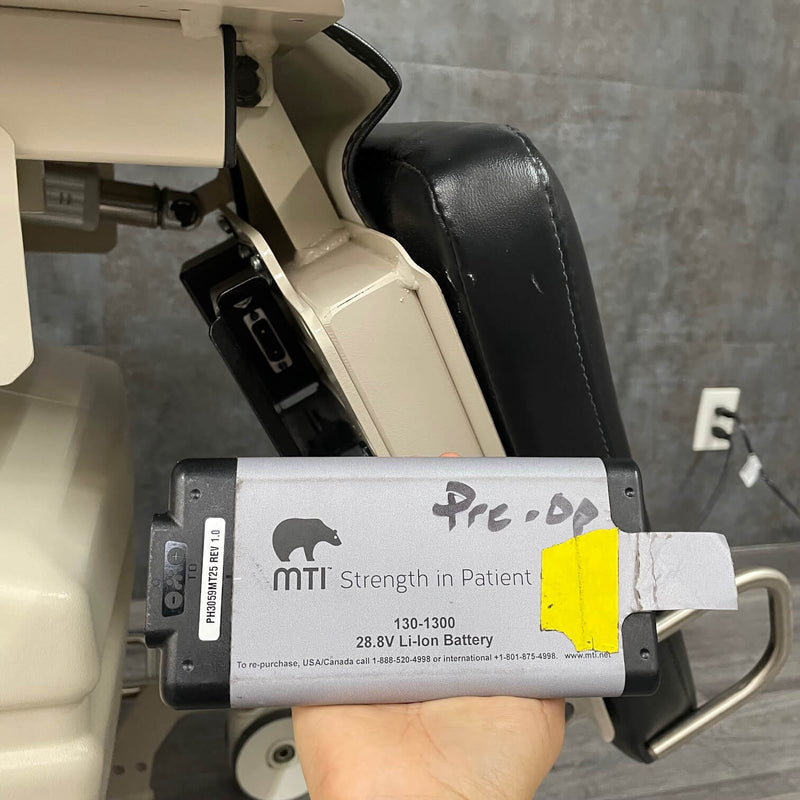 Pre-op
MTI™ Strength in Patient
130-1300
28.8V Li-Ion Battery
To re-purchase, USA/Canada call 1-888-520-4998 or international +1-801-875-4998. www.mti.net
PH3059MT25 REV 1.0